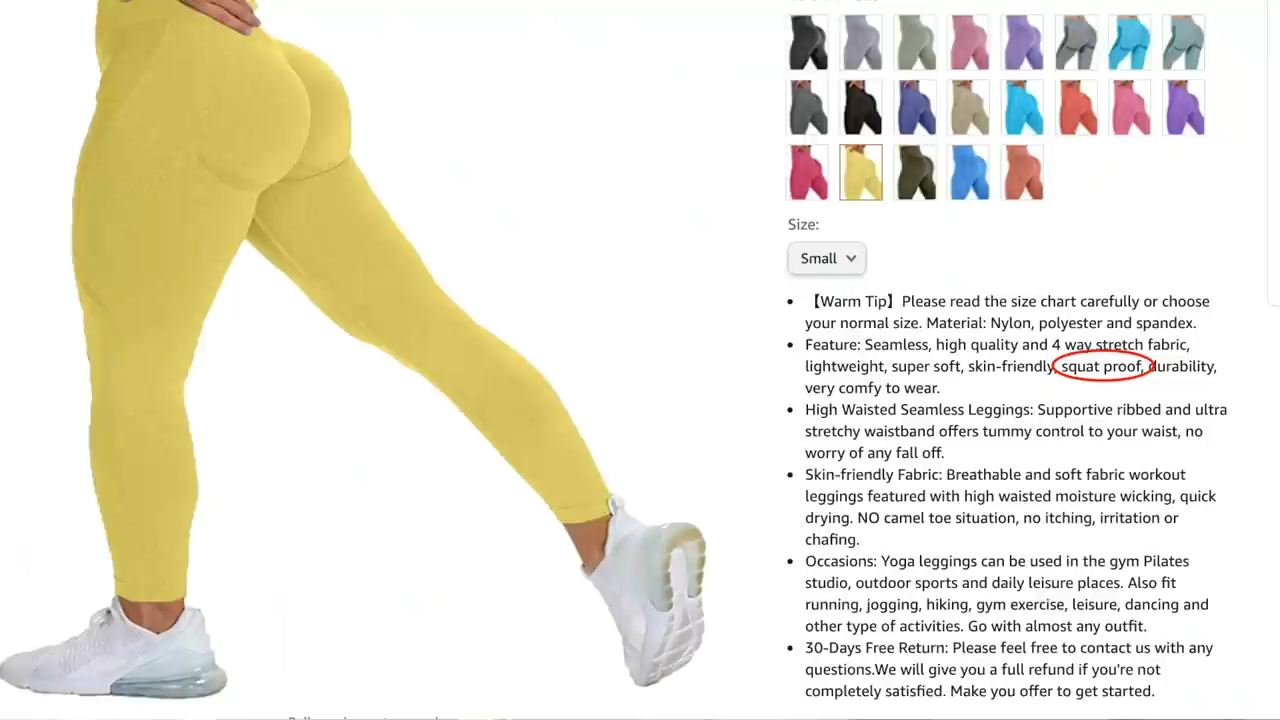 Size:
Small
【Warm Tip】Please read the size chart carefully or choose
your normal size. Material: Nylon, polyester and spandex.
Feature: Seamless, high quality and 4 way stretch fabric,
lightweight, super soft, skin-friendly, squat proof, durability,
very comfy to wear.
High Waisted Seamless Leggings: Supportive ribbed and ultra
stretchy waistband offers tummy control to your waist, no
worry of any fall off.
Skin-friendly Fabric: Breathable and soft fabric workout
leggings featured with high waisted moisture wicking, quick
drying. NO camel toe situation, no itching, irritation or
chafing.
Occasions: Yoga leggings can be used in the gym Pilates
studio, outdoor sports and daily leisure places. Also fit
running, jogging, hiking, gym exercise, leisure, dancing and
other type of activities. Go with almost any outfit.
30-Days Free Return: Please feel free to contact us with any
questions.We will give you a full refund if you're not
completely satisfied. Make you offer to get started.